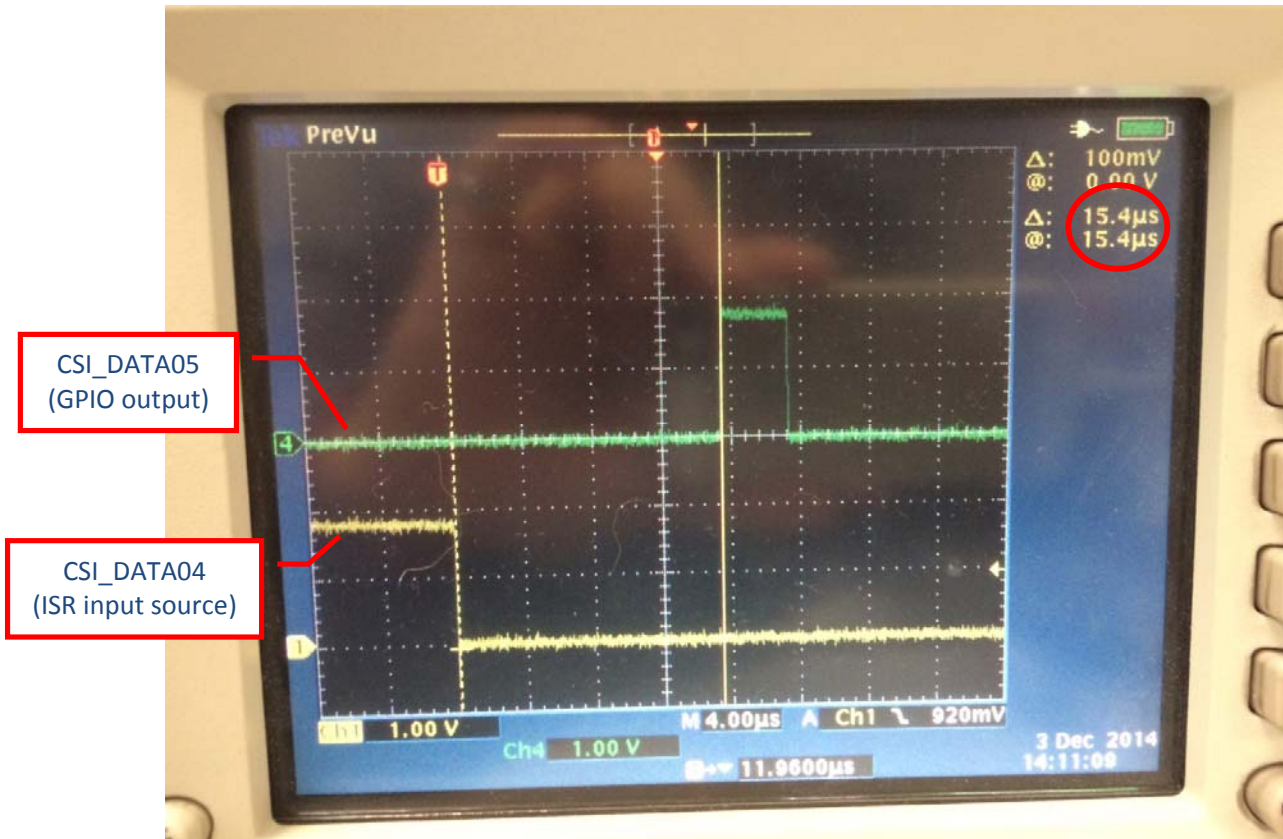 Tek PreVu
T
Δ: 100mV
@: 0.00 V
Δ: 15.4µs
@: 15.4µs
CSI_DATA05
(GPIO output)
4
CSI_DATA04
(ISR input source)
1
Ch1 1.00 V M 4.00µs A Ch1 920mV
Ch4 1.00 V
11.9600µs
3 Dec 2014
14:11:09